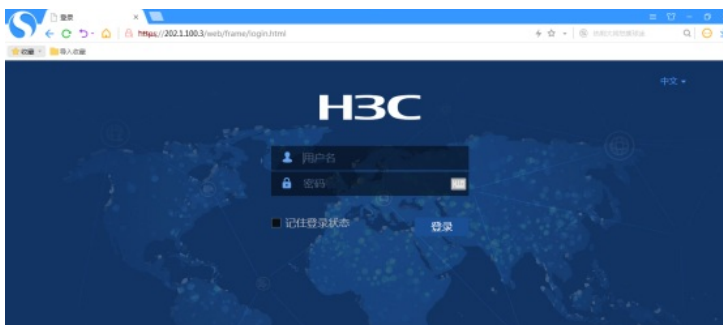 登录
https://202.1.100.3/web/frame/login.html
收藏
导入收藏
中文
H3C
用户名
密码
记住登录状态
登录